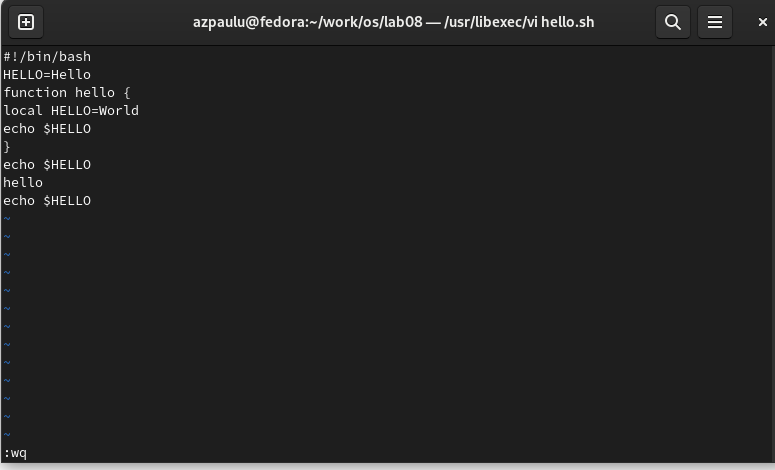 azpaulu@fedora:~/work/os/lab08 — /usr/libexec/vi hello.sh
#!/bin/bash
HELLO=Hello
function hello {
local HELLO=World
echo $HELLO
}
echo $HELLO
hello
echo $HELLO
~
~
~
~
~
~
~
~
~
~
~
~
~
:wq